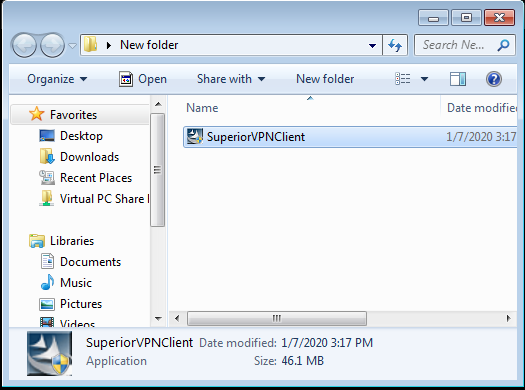 New folder
Search Ne...
Organize Open Share with New folder
Name Date modified
Favorites
Desktop
Downloads
Recent Places
Virtual PC Share
Libraries
Documents
Music
Pictures
Videos
SuperiorVPNClient 1/7/2020 3:17
SuperiorVPNClient Date modified: 1/7/2020 3:17 PM
Application Size: 46.1 MB